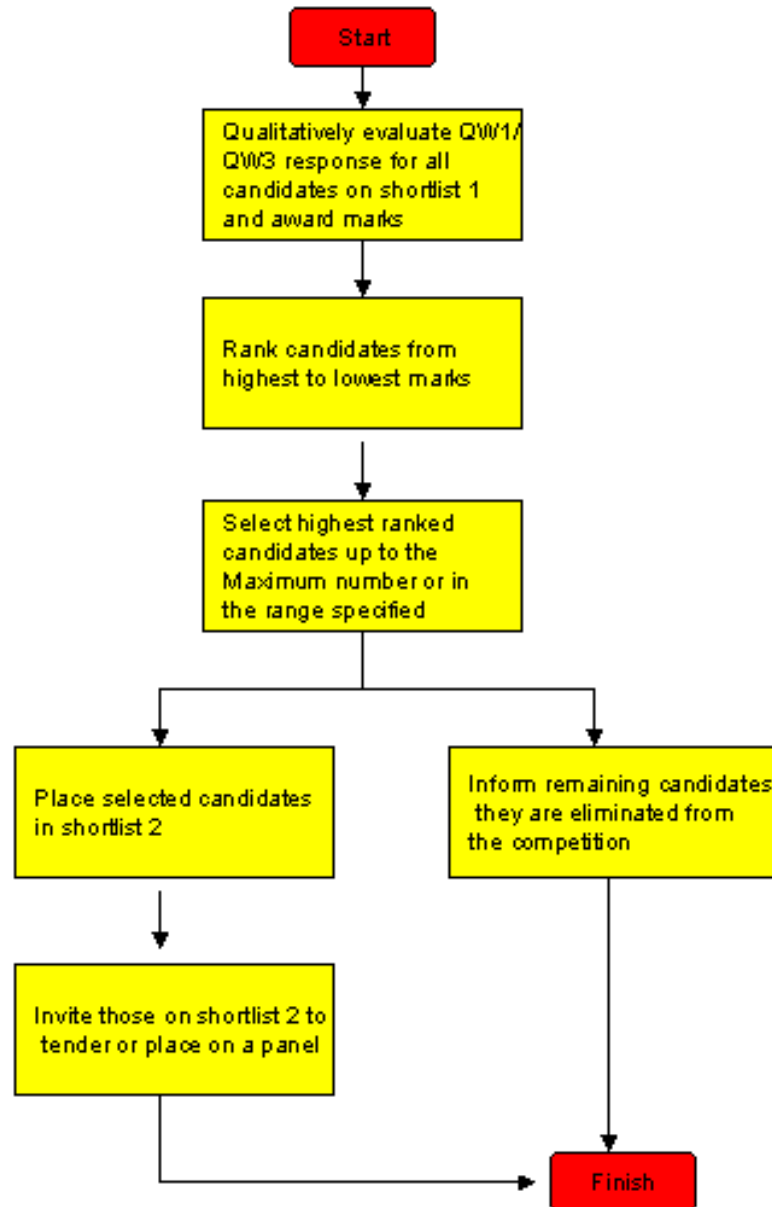 Start
Qualitatively evaluate QW1/
QW3 response for all
candidates on shortlist 1
and award marks
Rank candidates from
highest to lowest marks
Select highest ranked
candidates up to the
Maximum number or in
the range specified
Place selected candidates
in shortlist 2
Inform remaining candidates
they are eliminated from
the competition
Invite those on shortlist 2 to
tender or place on a panel
Finish